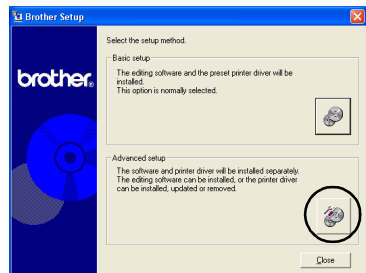 Brother Setup
Select the setup method.
Basic setup
The editing software and the preset printer driver will be
installed.
This option is normally selected.
brother®
Advanced setup
The software and printer driver will be installed separately.
The editing software can be installed, or the printer driver
can be installed, updated or removed.
Close